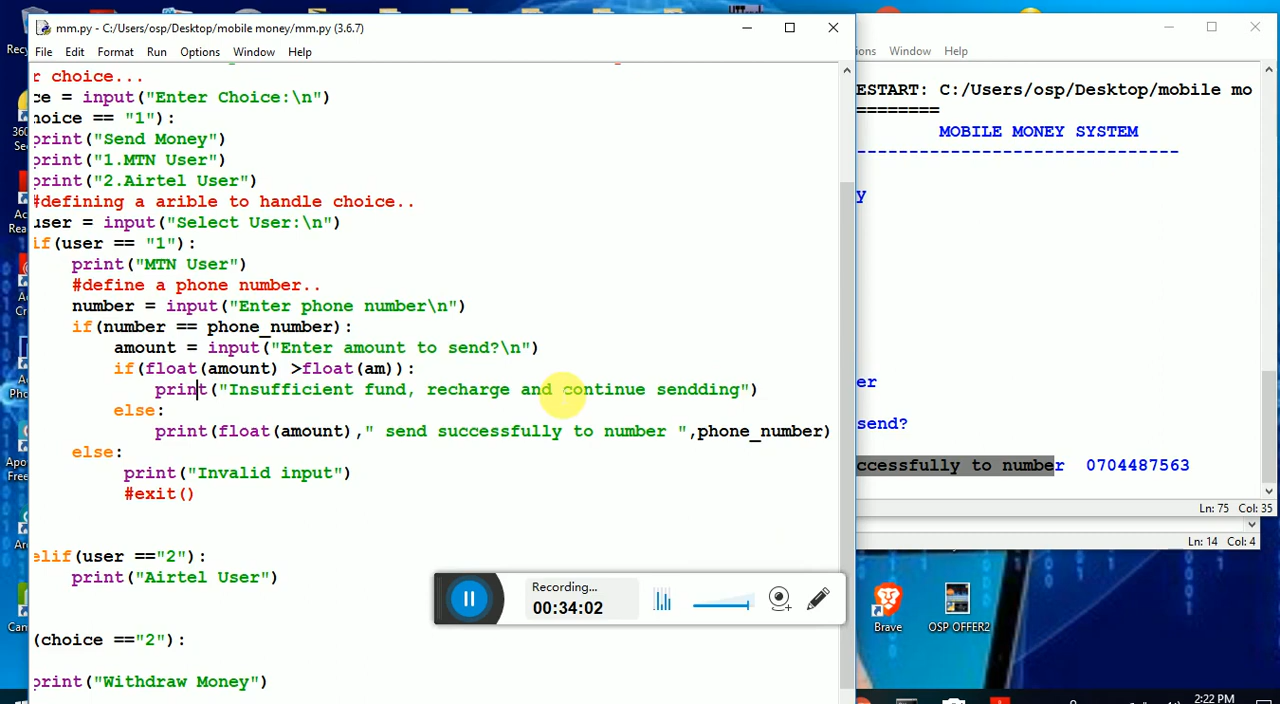 mm.py - C:/Users/osp/Desktop/mobile money/mm.py (3.6.7)
File Edit Format Run Options Window Help
r choice...
ce = input("Enter Choice:\n")
hoice == "1"):
print("Send Money")
print("1.MTN User")
print("2.Airtel User")
#defining a arible to handle choice..
user = input("Select User:\n")
if(user == "1"):
print("MTN User")
#define a phone number..
number = input("Enter phone number\n")
if(number == phone_number):
amount = input("Enter amount to send?\n")
if(float(amount) >float(am)):
print("Insufficient fund, recharge and continue sendding")
else:
print(float(amount)," send successfully to number ",phone_number)
else:
print("Invalid input")
#exit()
elif(user =="2"):
print("Airtel User")
(choice =="2"):
print("Withdraw Money")
Recording...
00:34:02
ions Window Help
ESTART: C:/Users/osp/Desktop/mobile mo
=========
MOBILE MONEY SYSTEM
-------------------------------
y
er
send?
ccessfully to number 0704487563
Ln: 75 Col: 35
Ln: 14 Col: 4
Brave
OSP OFFER2
2:22 PM